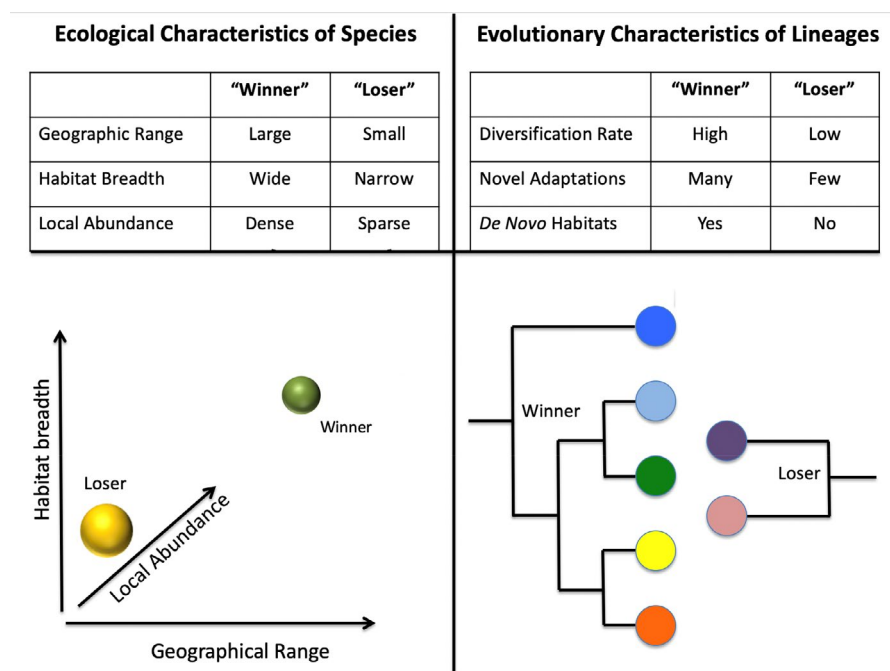 Ecological Characteristics of Species
"Winner" "Loser"
Geographic Range Large Small
Habitat Breadth Wide Narrow
Local Abundance Dense Sparse
Evolutionary Characteristics of Lineages
"Winner" "Loser"
Diversification Rate High Low
Novel Adaptations Many Few
De Novo Habitats Yes No
Habitat breadth
Loser
Winner
Local Abundance
Geographical Range
Winner
Loser